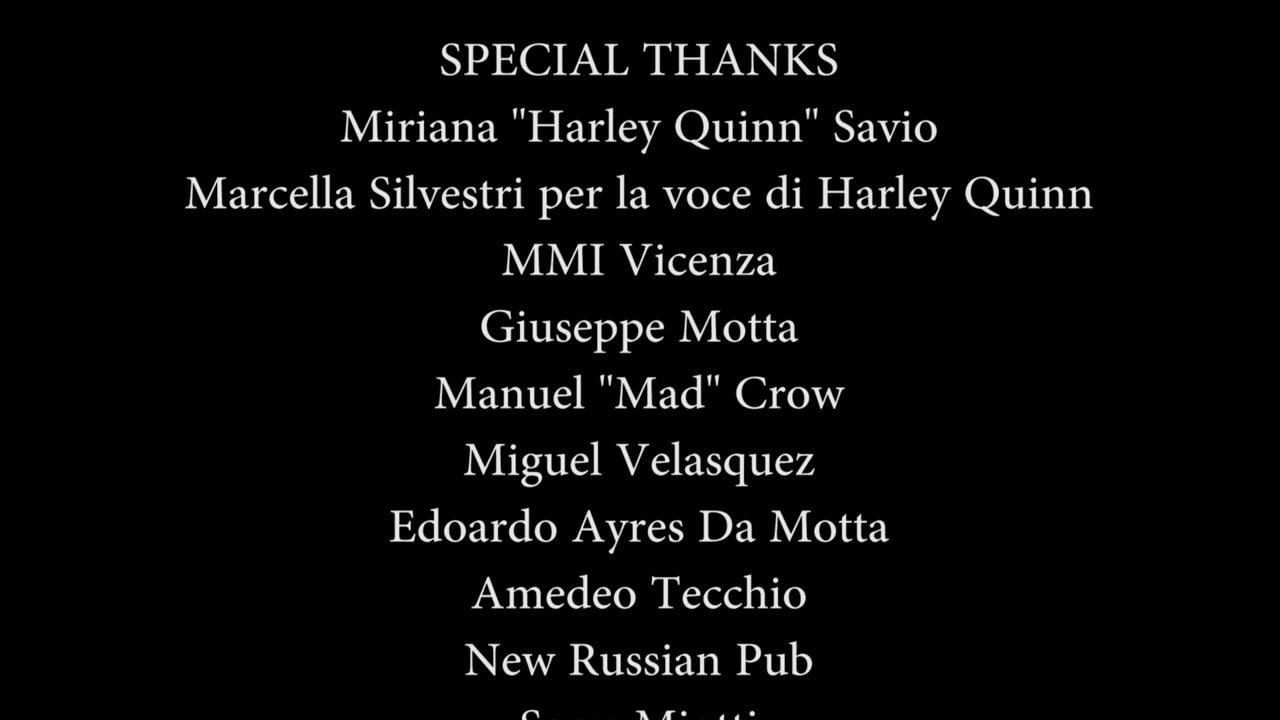 SPECIAL THANKS
Miriana "Harley Quinn" Savio
Marcella Silvestri per la voce di Harley Quinn
MMI Vicenza
Giuseppe Motta
Manuel "Mad" Crow
Miguel Velasquez
Edoardo Ayres Da Motta
Amedeo Tecchio
New Russian Pub